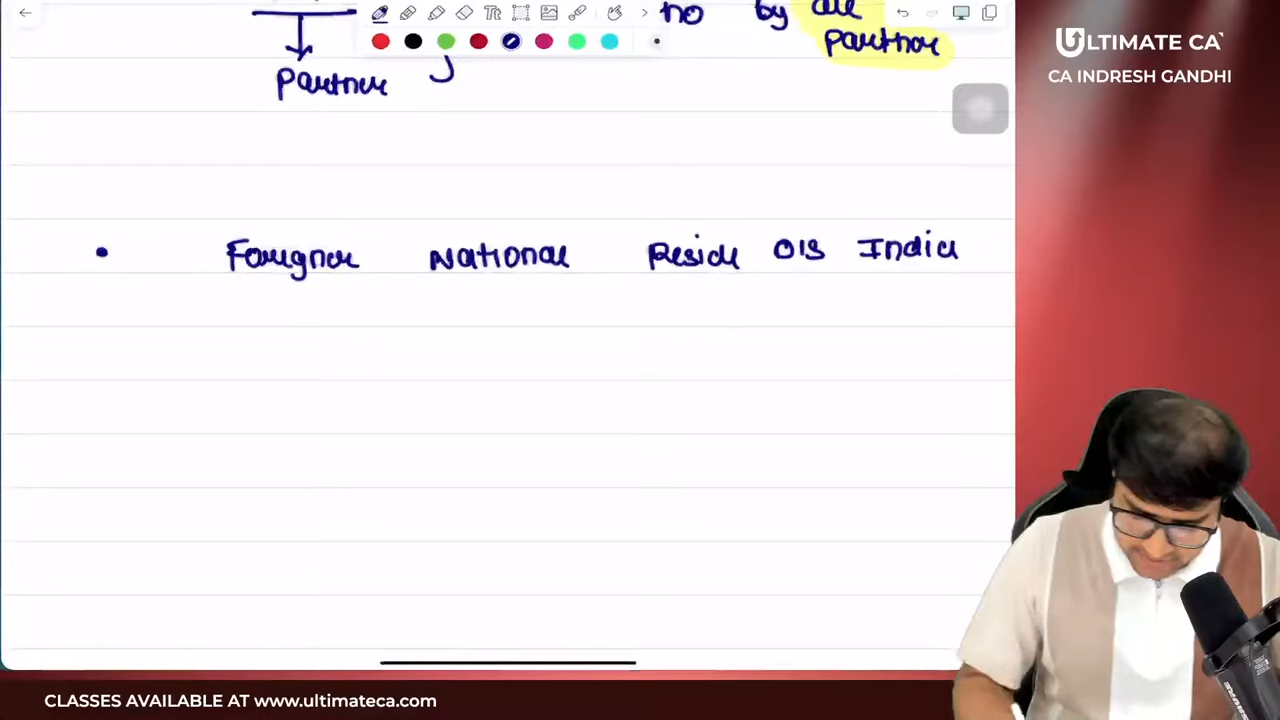 no by all
partner
Partner
ULTIMATE CA
CA INDRESH GANDHI
• Foregner National Reside O/S India
CLASSES AVAILABLE AT www.ultimateca.com